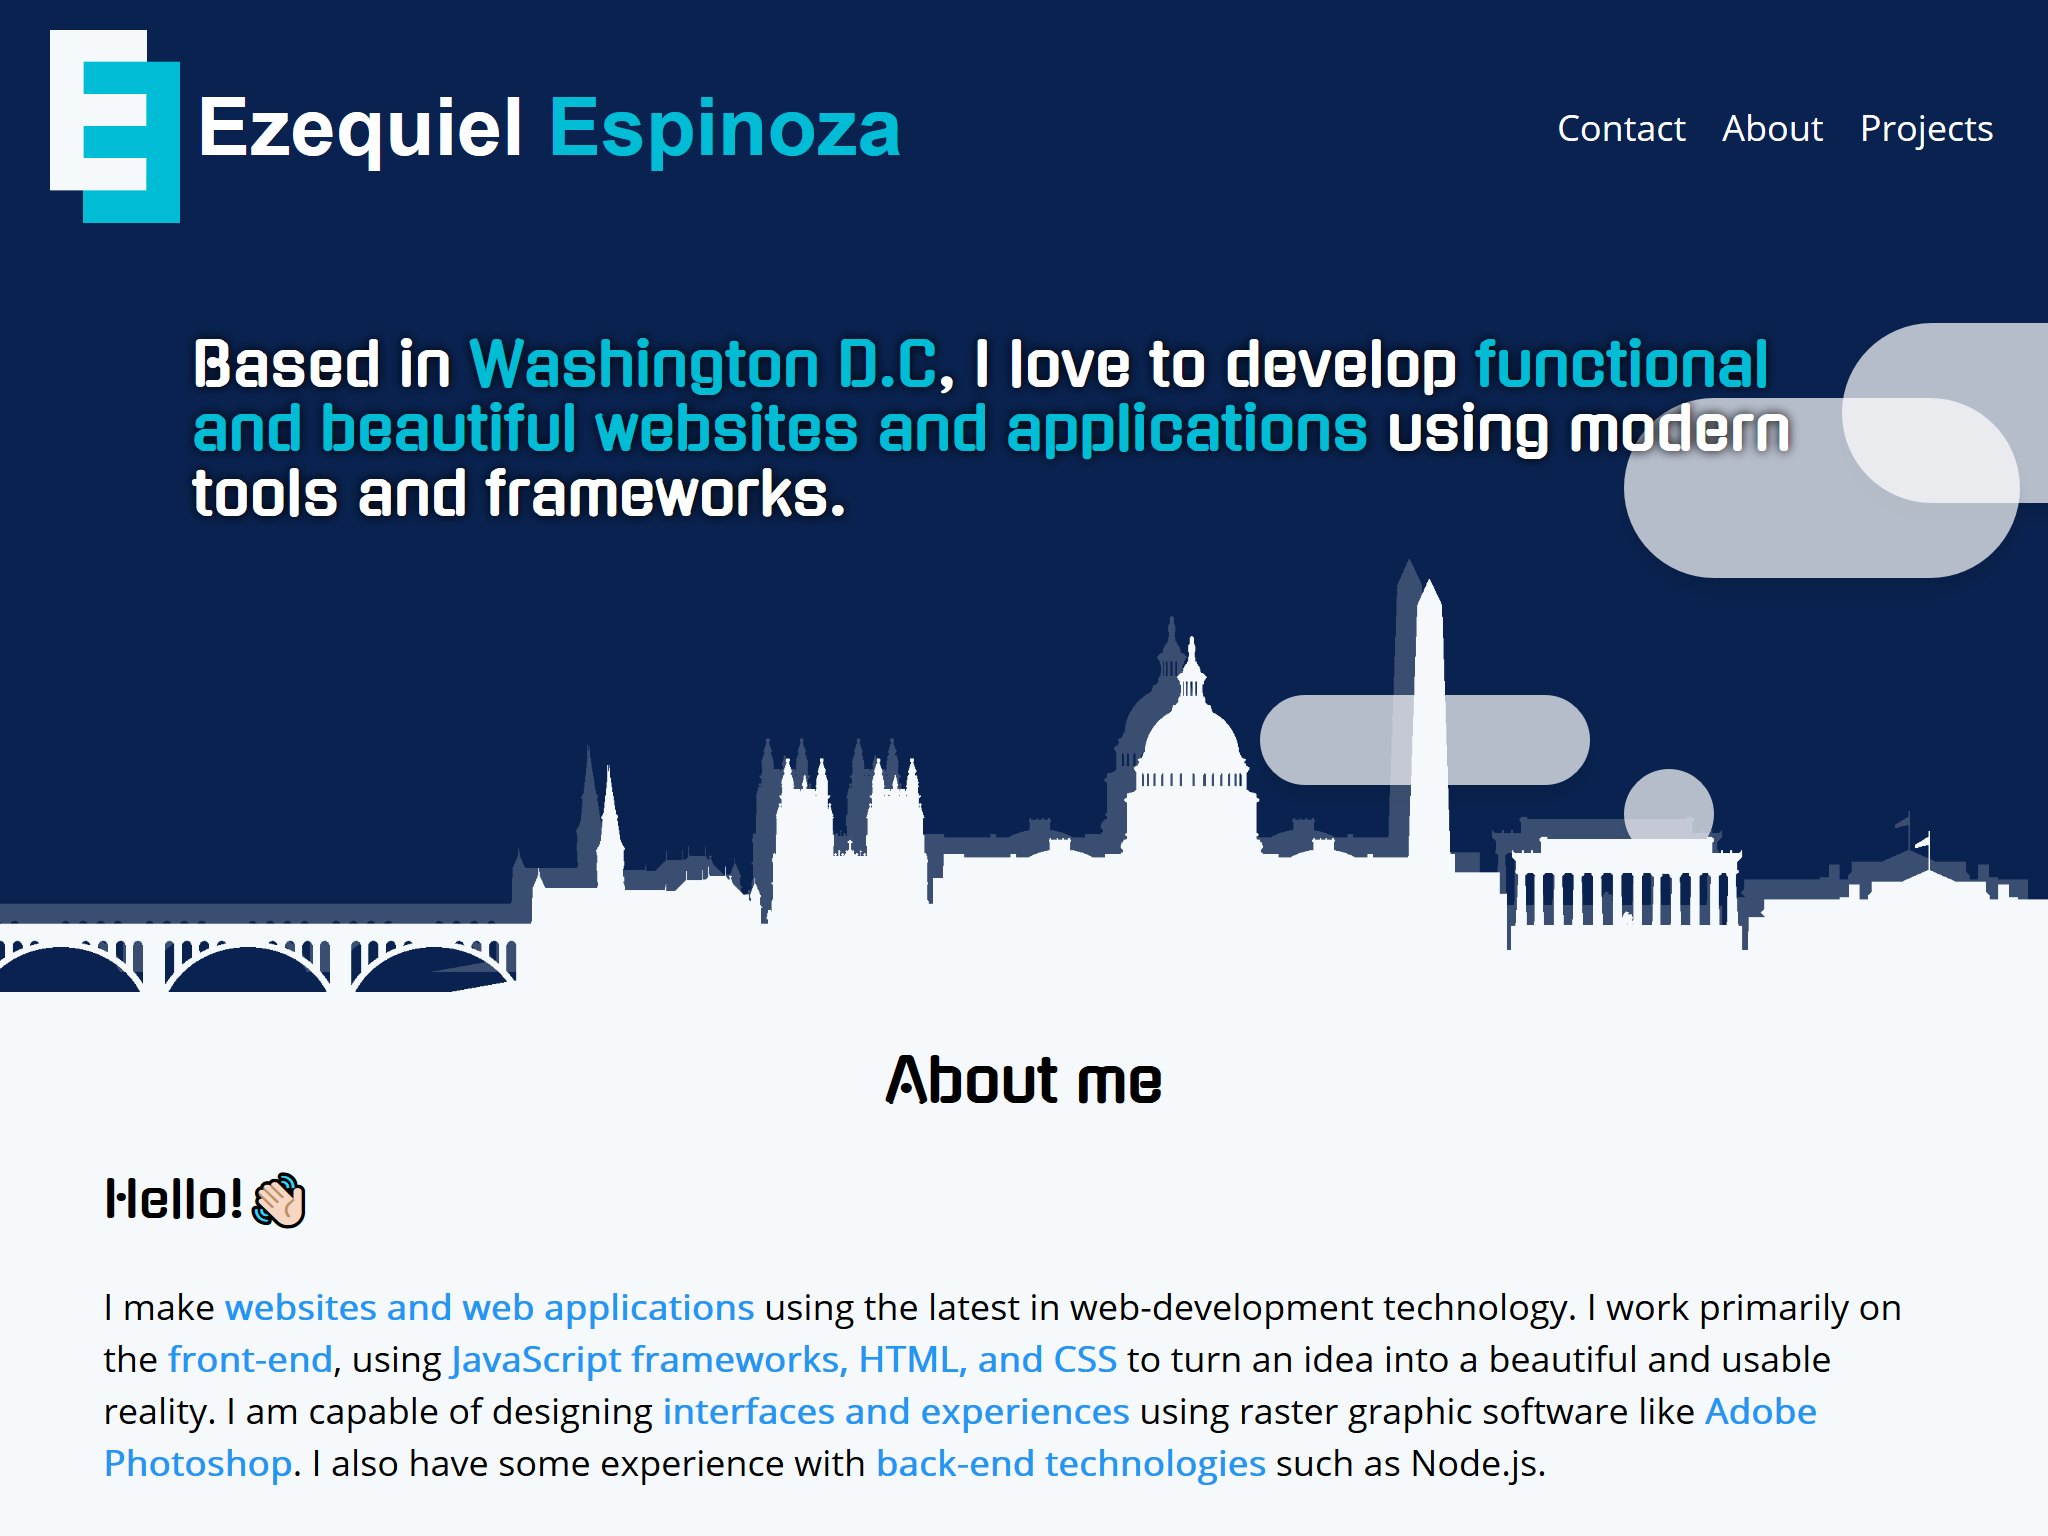 Ezequiel Espinoza
Contact About Projects
Based in Washington D.C, I love to develop functional
and beautiful websites and applications using modern
tools and frameworks.
About me
Hello! 👋🏻
I make websites and web applications using the latest in web-development technology. I work primarily on
the front-end, using JavaScript frameworks, HTML, and CSS to turn an idea into a beautiful and usable
reality. I am capable of designing interfaces and experiences using raster graphic software like Adobe
Photoshop. I also have some experience with back-end technologies such as Node.js.